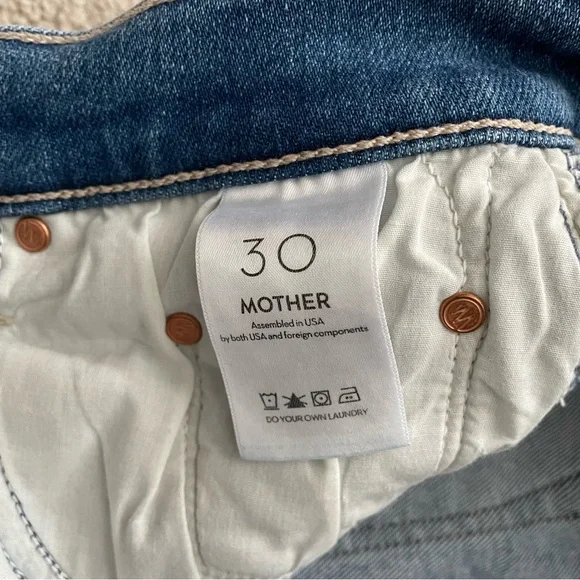 30
MOTHER
Assembled in USA
by both USA and foreign components
DO YOUR OWN LAUNDRY